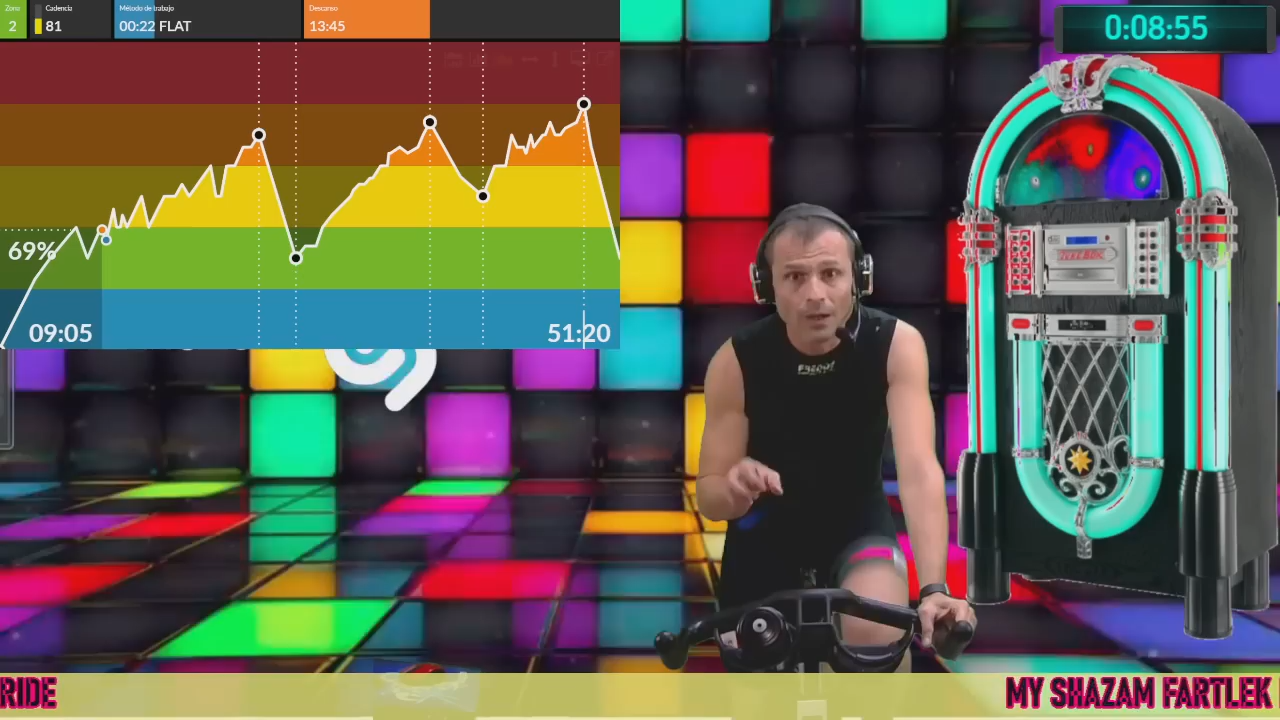 Zona
2
Cadencia
81
Método de trabajo
00:22 FLAT
Descanso
13:45
0:08:55
69%
09:05
51:20
RIDE
MY SHAZAM FARTLEK